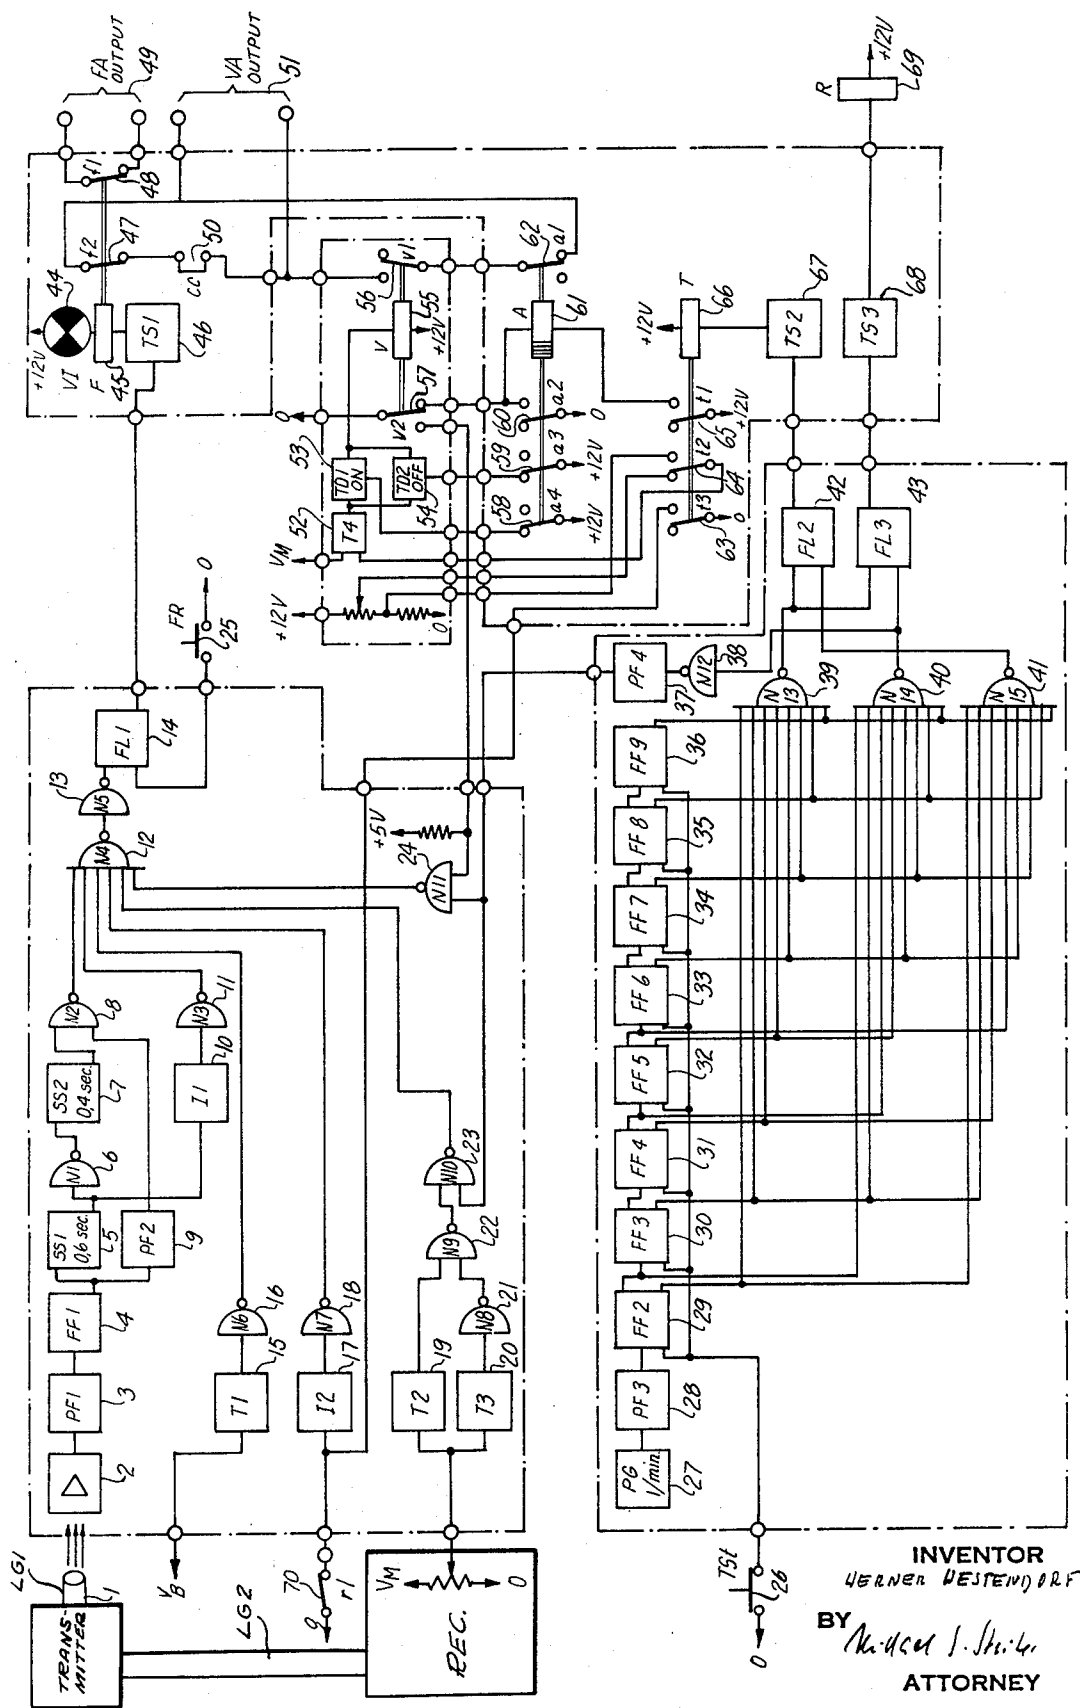 FA
OUTPUT
49
VA
OUTPUT
51
+12V
R
69
f1
48
f2
47
50
CC
44
+12V
VI
F
45
TS1
46
62
a1
v1
56
55
V
+12V
A
61
0
57
v2
a2
60
0
a3
59
+12V
a4
58
+12V
53
TD1
ON
TD2
OFF
54
52
T4
VM
+12V
0
+12V
T
66
t1
65
+12V
t2
64
t3
63
0
67
TS2
TS3
68
42
FL2
43
FL3
FR
0
25
FL1
14
13
N5
N4
12
+5V
24
N11
N2
8
N3
11
SS2
0,4 sec.
7
10
I1
N1
6
SS1
0,6 sec.
5
PF2
9
FF1
4
PF1
3
2
N6
16
T1
15
N7
18
I2
17
N10
23
N9
22
N8
21
T2
19
T3
20
LG1
1
TRANS-
MITTER
VB
70
r1
0
LG2
VM
0
REC.
PF4
37
N12
38
N
13
39
N
14
40
N
15
41
FF9
36
FF8
35
FF7
34
FF6
33
FF5
32
FF4
31
FF3
30
FF2
29
PF3
28
PG
1/min.
27
TSt
26
0
INVENTOR
WERNER WESTENDORF
BY
Michael S. Striker
ATTORNEY